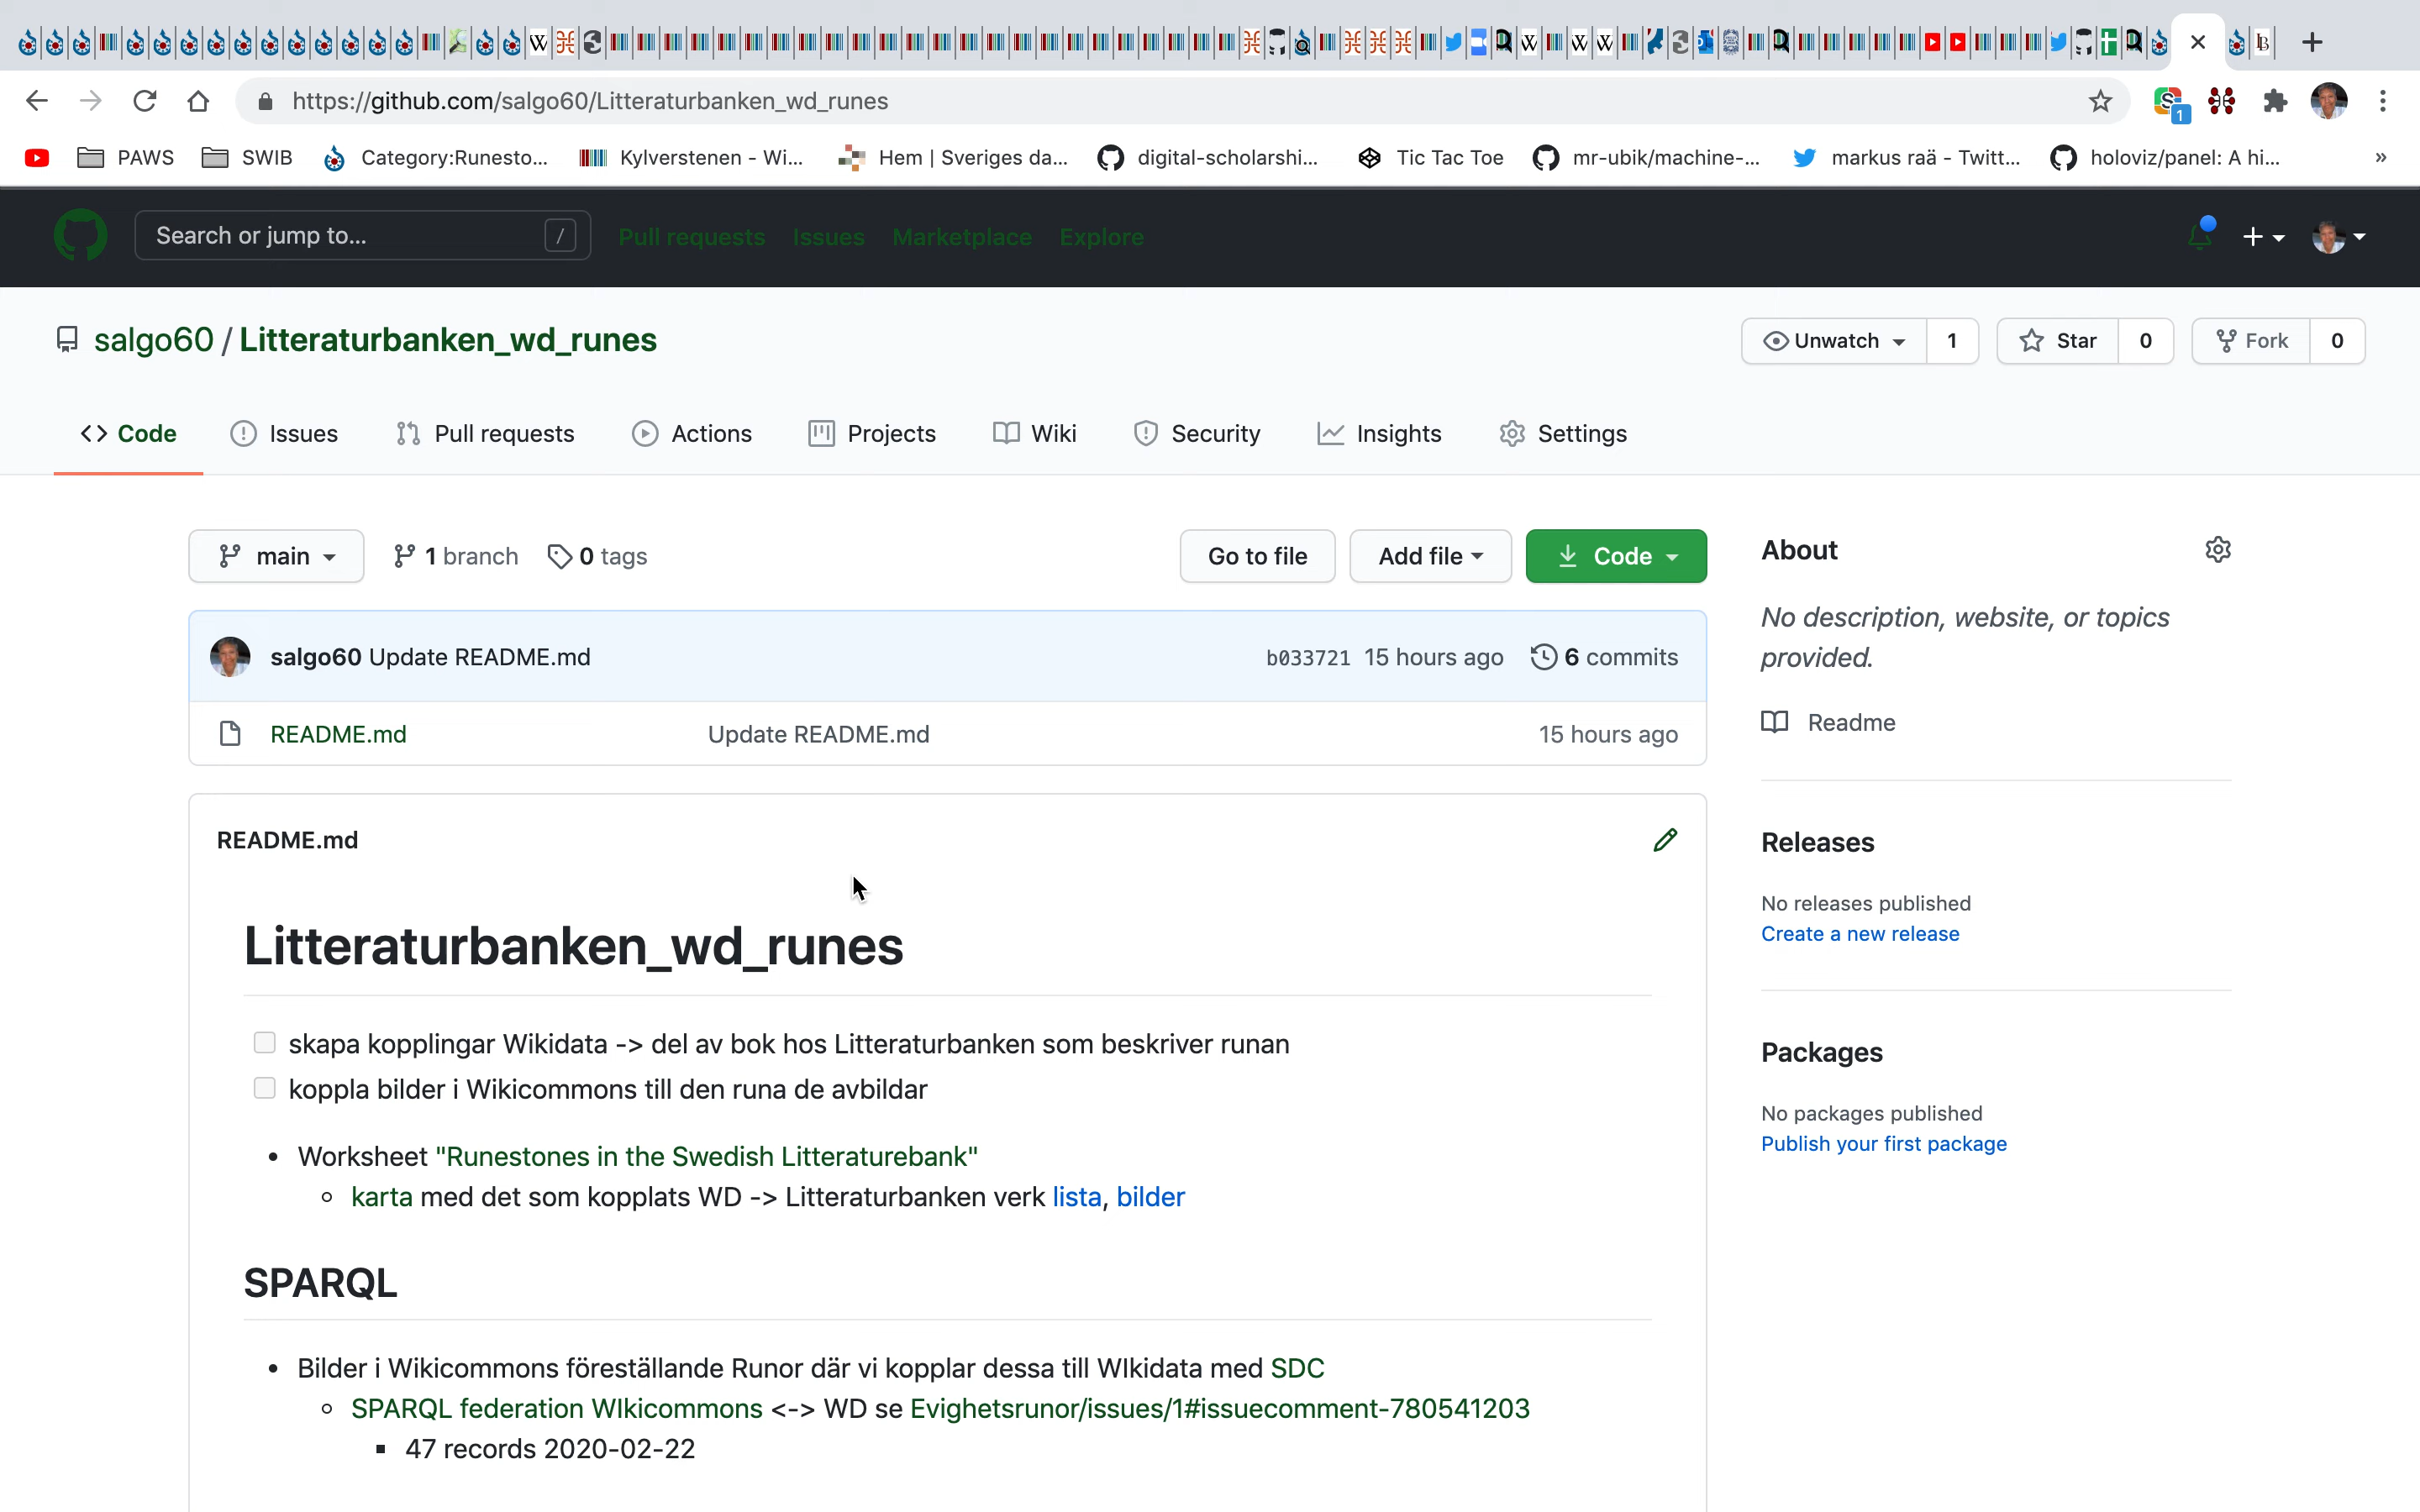 https://github.com/salgo60/Litteraturbanken_wd_runes
1
PAWS SWIB Category:Runesto... Kylverstenen - Wi... Hem | Sveriges da... digital-scholarshi... Tic Tac Toe mr-ubik/machine-... markus raä - Twitt... holoviz/panel: A hi... »
Search or jump to... / Pull requests Issues Marketplace Explore
salgo60 / Litteraturbanken_wd_runes Unwatch 1 Star 0 Fork 0
Code Issues Pull requests Actions Projects Wiki Security Insights Settings
main 1 branch 0 tags Go to file Add file Code
About
No description, website, or topics
provided.
Readme
salgo60 Update README.md b033721 15 hours ago 6 commits
README.md Update README.md 15 hours ago
Releases
No releases published
Create a new release
Packages
No packages published
Publish your first package
README.md
Litteraturbanken_wd_runes
skapa kopplingar Wikidata -> del av bok hos Litteraturbanken som beskriver runan
koppla bilder i Wikicommons till den runa de avbildar
• Worksheet "Runestones in the Swedish Litteraturebank"
karta med det som kopplats WD -> Litteraturbanken verk lista, bilder
SPARQL
• Bilder i Wikicommons föreställande Runor där vi kopplar dessa till WIkidata med SDC
SPARQL federation WIkicommons <-> WD se Evighetsrunor/issues/1#issuecomment-780541203
47 records 2020-02-22